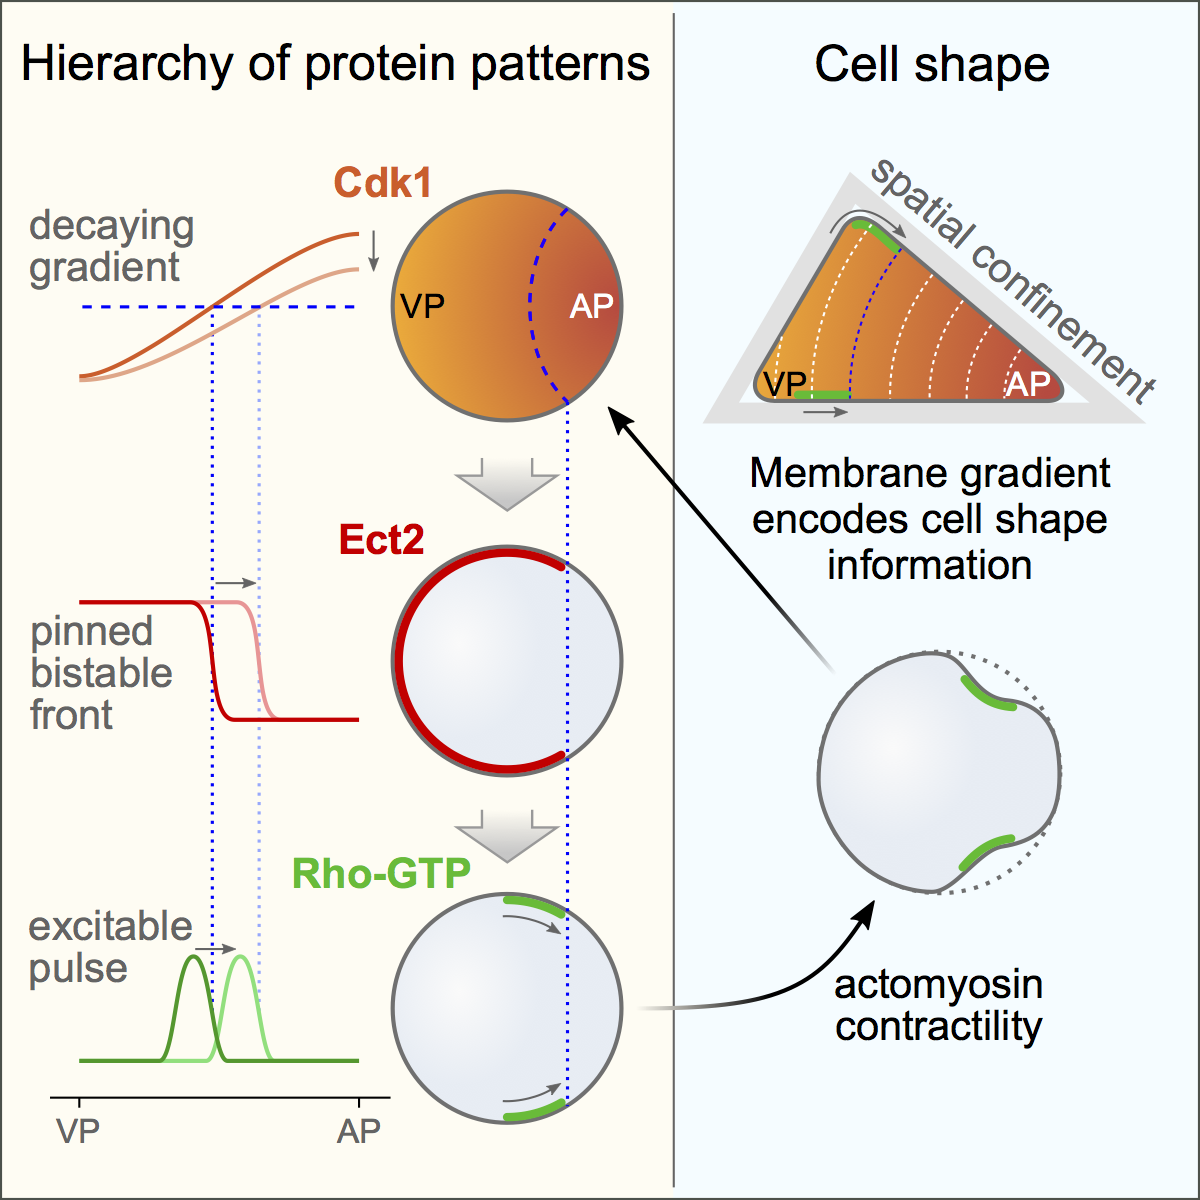 Hierarchy of protein patterns
Cdk1
decaying
gradient
VP
AP
Ect2
pinned
bistable
front
Rho-GTP
excitable
pulse
VP
AP
Cell shape
spatial confinement
VP
AP
Membrane gradient
encodes cell shape
information
actomyosin
contractility